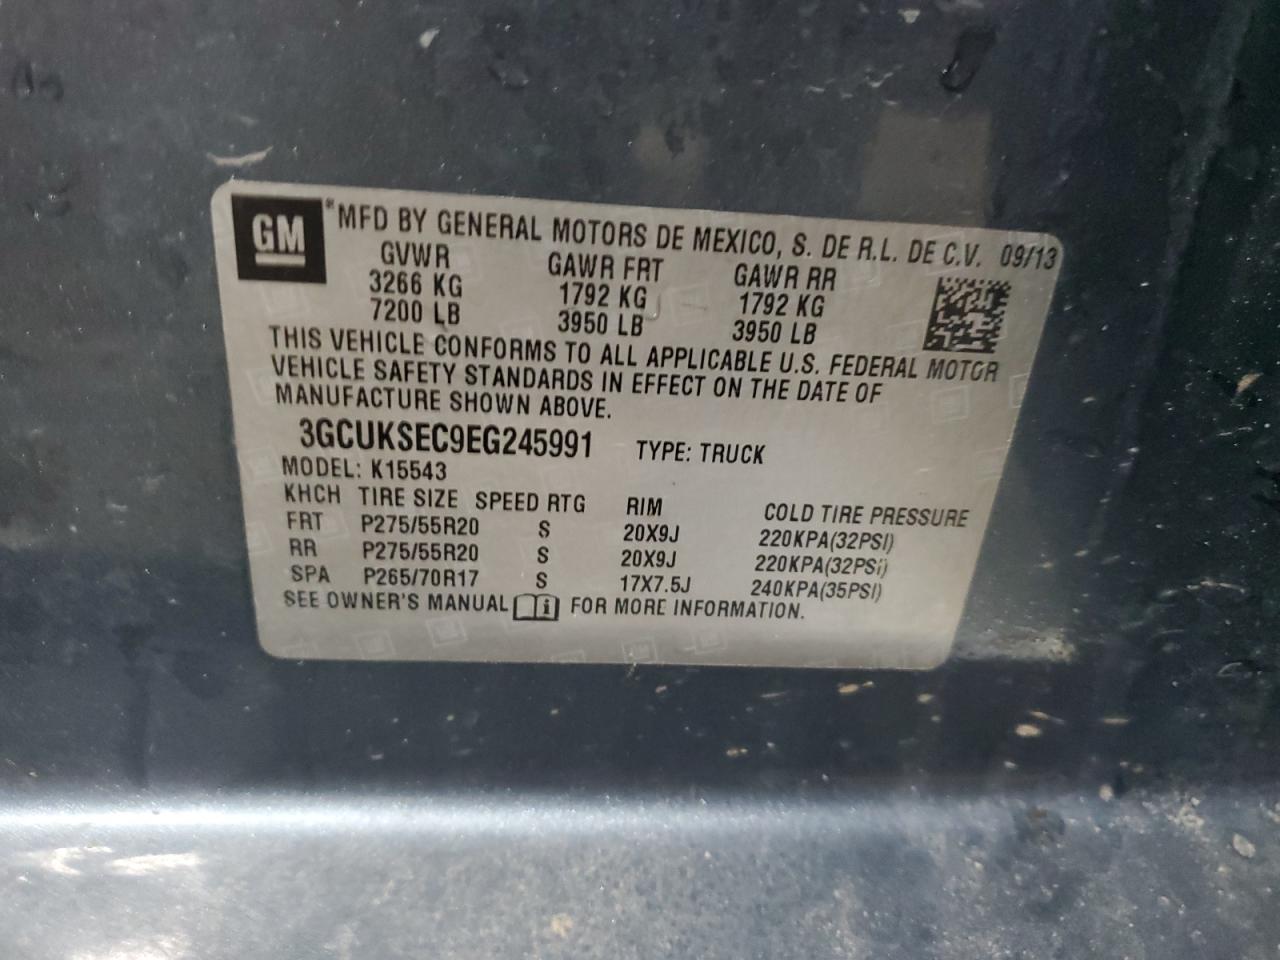 GM ® MFD BY GENERAL MOTORS DE MEXICO, S. DE R.L. DE C.V. 09/13
GVWR GAWR FRT GAWR RR
3266 KG 1792 KG 1792 KG
7200 LB 3950 LB 3950 LB
THIS VEHICLE CONFORMS TO ALL APPLICABLE U.S. FEDERAL MOTOR
VEHICLE SAFETY STANDARDS IN EFFECT ON THE DATE OF
MANUFACTURE SHOWN ABOVE.
3GCUKSEC9EG245991 TYPE: TRUCK
MODEL: K15543
KHCH TIRE SIZE SPEED RTG RIM COLD TIRE PRESSURE
FRT P275/55R20 S 20X9J 220KPA(32PSI)
RR P275/55R20 S 20X9J 220KPA(32PSI)
SPA P265/70R17 S 17X7.5J 240KPA(35PSI)
SEE OWNER'S MANUAL i FOR MORE INFORMATION.